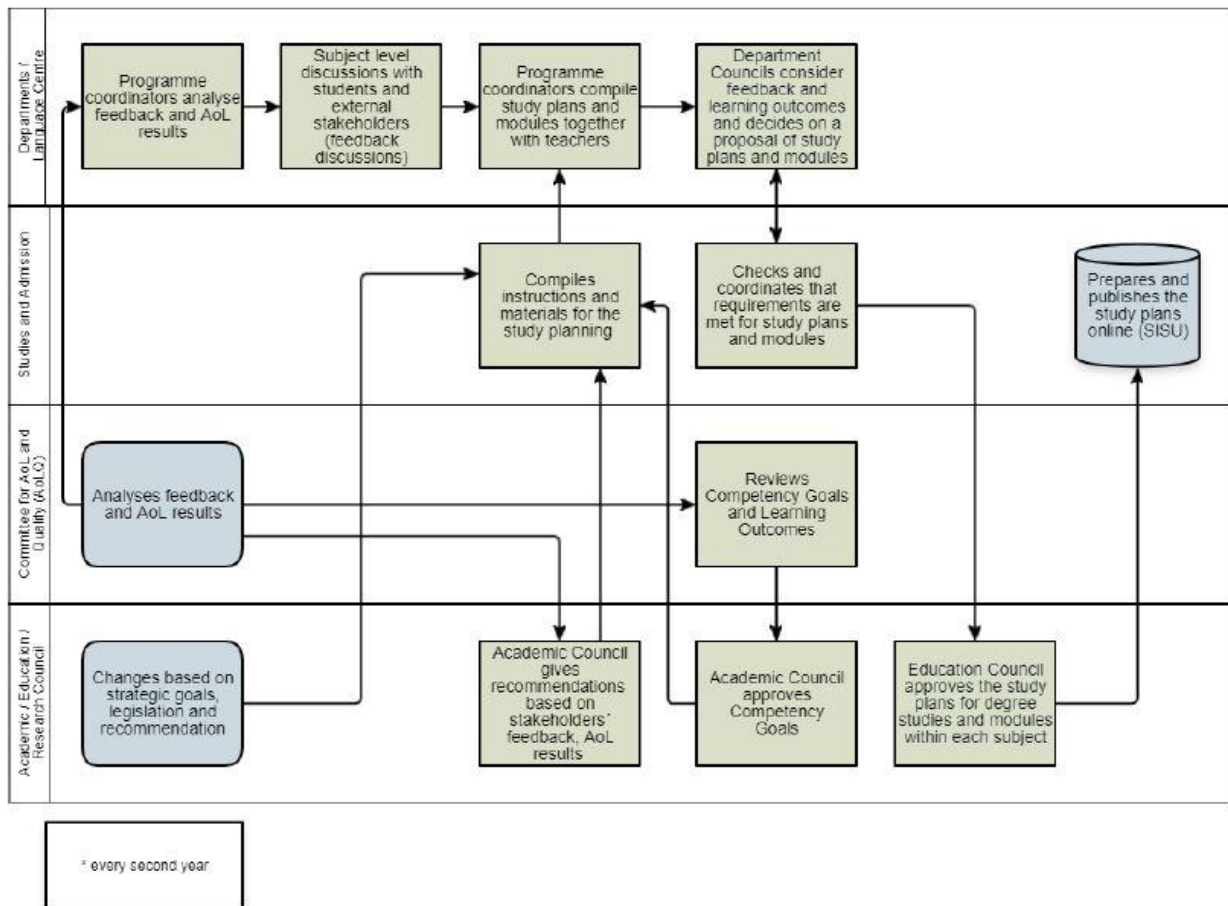 Departments /
Language Centre
Programme
coordinators analyse
feedback and AoL
results
Subject level
discussions with
students and
external
stakeholders
(feedback
discussions)
Programme
coordinators compile
study plans and
modules together
with teachers
Department
Councils consider
feedback and
learning outcomes
and decides on a
proposal of study
plans and modules
Studies and Admission
Compiles
instructions and
materials for the
study planning
Checks and
coordinates that
requirements are
met for study plans
and modules
Prepares and
publishes the
study plans
online (SISU)
Committee for AoL and
Quality (AoLQ)
Analyses feedback
and AoL results
Reviews
Competency Goals
and Learning
Outcomes
Academic / Education /
Research Council
Changes based on
strategic goals,
legislation and
recommendation
Academic Council
gives
recommendations
based on
stakeholders´
feedback, AoL
results
Academic Council
approves
Competency
Goals
Education Council
approves the study
plans for degree
studies and modules
within each subject
* every second year